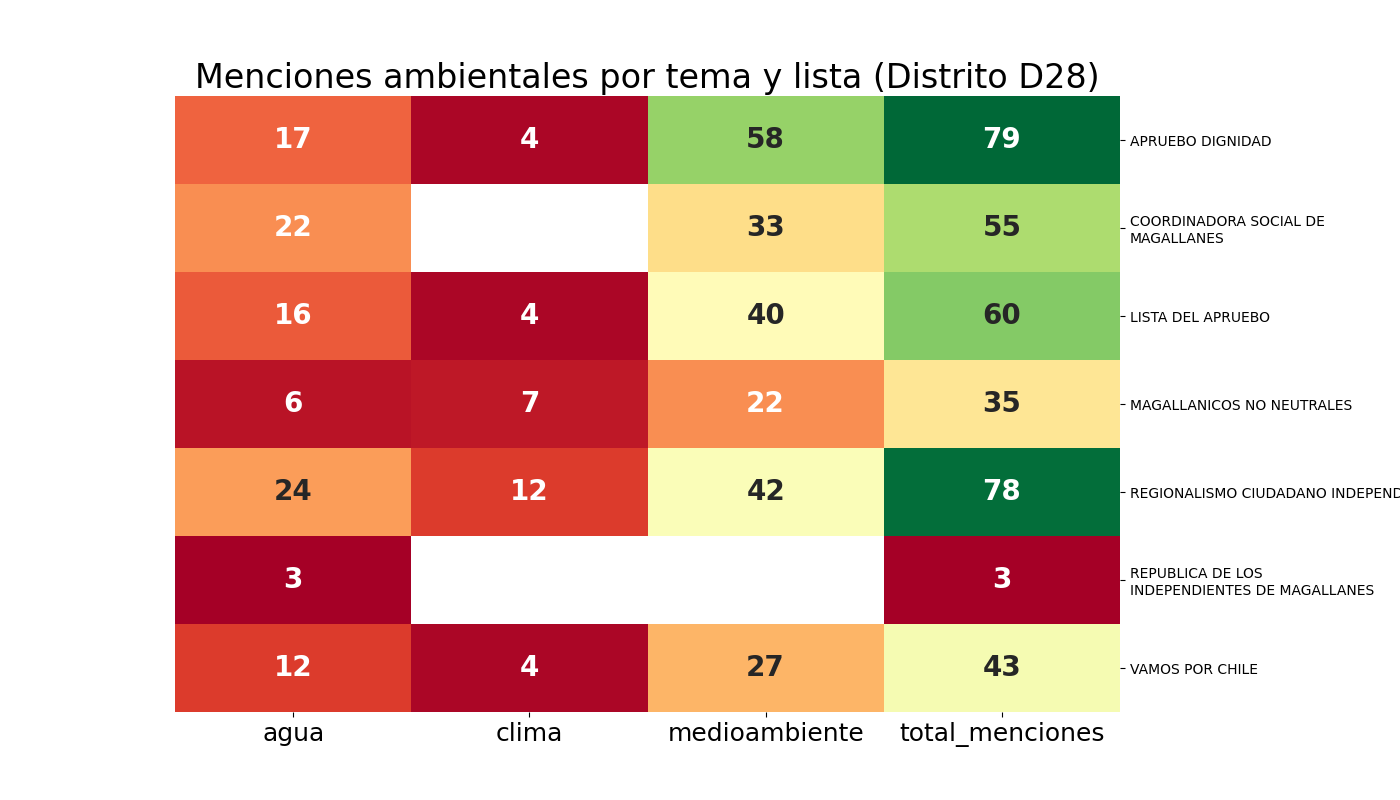 Menciones ambientales por tema y lista (Distrito D28)
17 4 58 79 APRUEBO DIGNIDAD
22 33 55 COORDINADORA SOCIAL DE
MAGALLANES
16 4 40 60 LISTA DEL APRUEBO
6 7 22 35 MAGALLANICOS NO NEUTRALES
24 12 42 78 REGIONALISMO CIUDADANO INDEPEND
3 3 REPUBLICA DE LOS
INDEPENDIENTES DE MAGALLANES
12 4 27 43 VAMOS POR CHILE
agua clima medioambiente total_menciones